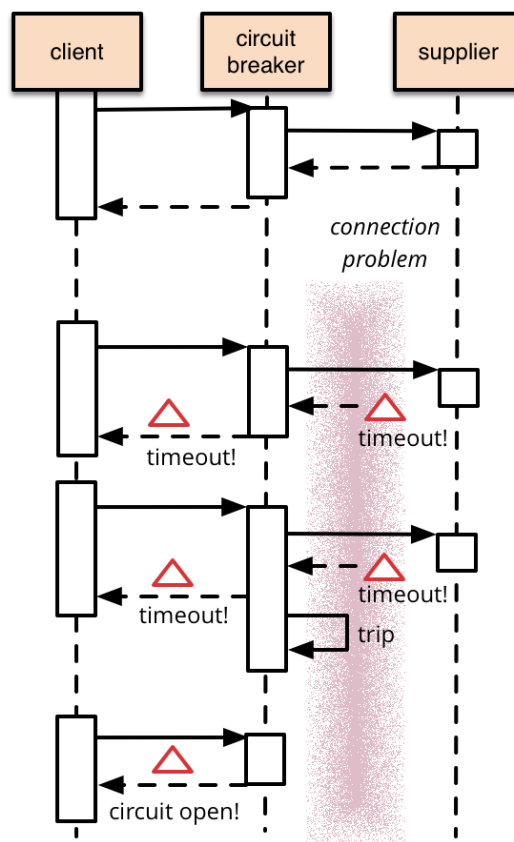 client
circuit
breaker
supplier
connection
problem
timeout!
timeout!
timeout!
timeout!
trip
circuit open!